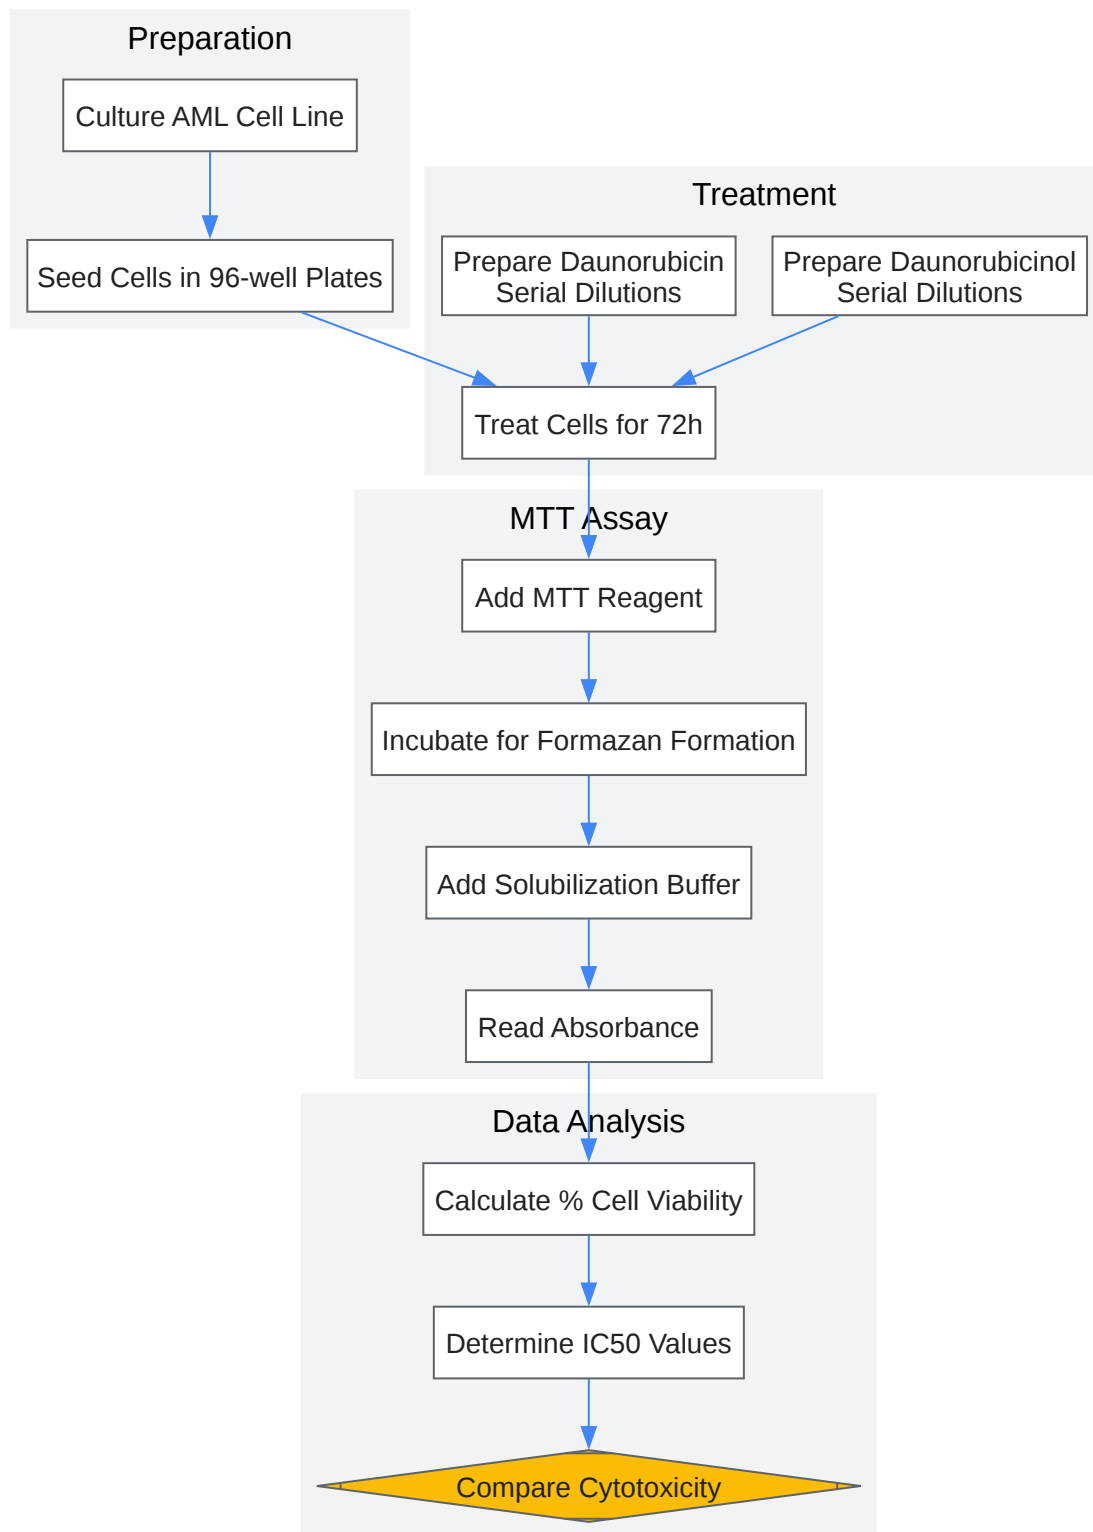 Preparation
Culture AML Cell Line
Seed Cells in 96-well Plates
Treatment
Prepare Daunorubicin
Serial Dilutions
Prepare Daunorubicinol
Serial Dilutions
Treat Cells for 72h
MTT Assay
Add MTT Reagent
Incubate for Formazan Formation
Add Solubilization Buffer
Read Absorbance
Data Analysis
Calculate % Cell Viability
Determine IC50 Values
Compare Cytotoxicity